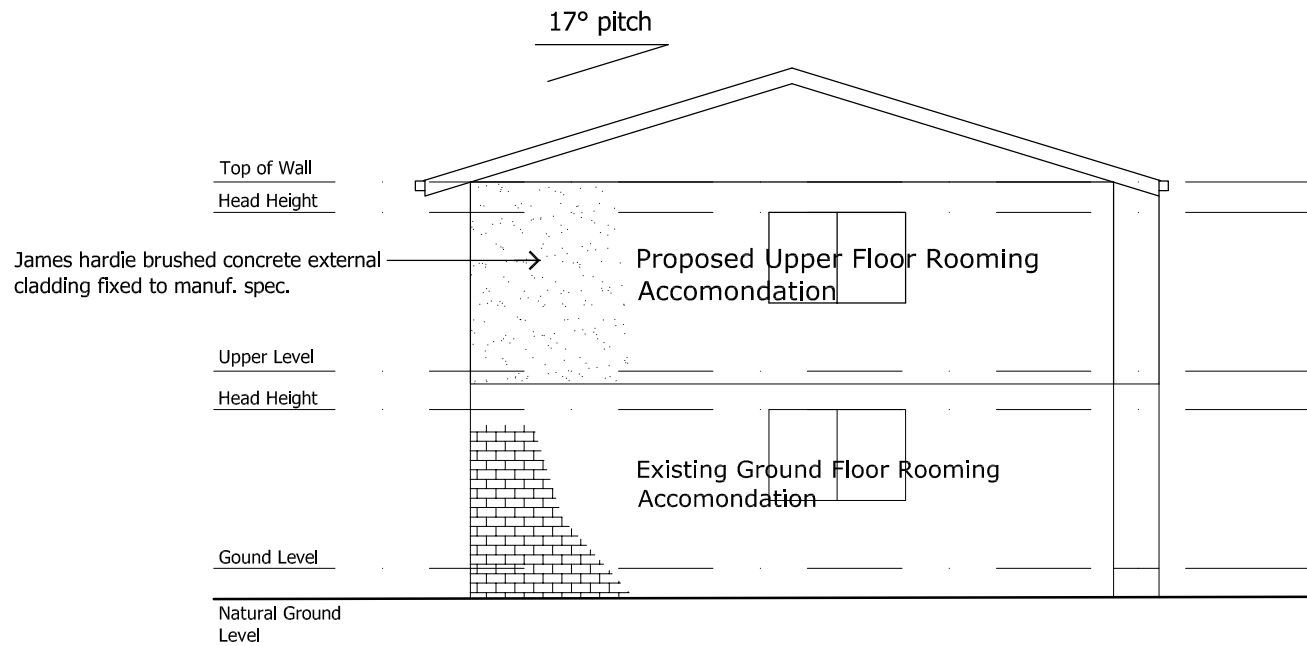 17° pitch
Top of Wall
Head Height
James hardie brushed concrete external
cladding fixed to manuf. spec.
Proposed Upper Floor Rooming
Accomondation
Upper Level
Head Height
Existing Ground Floor Rooming
Accomondation
Gound Level
Natural Ground
Level